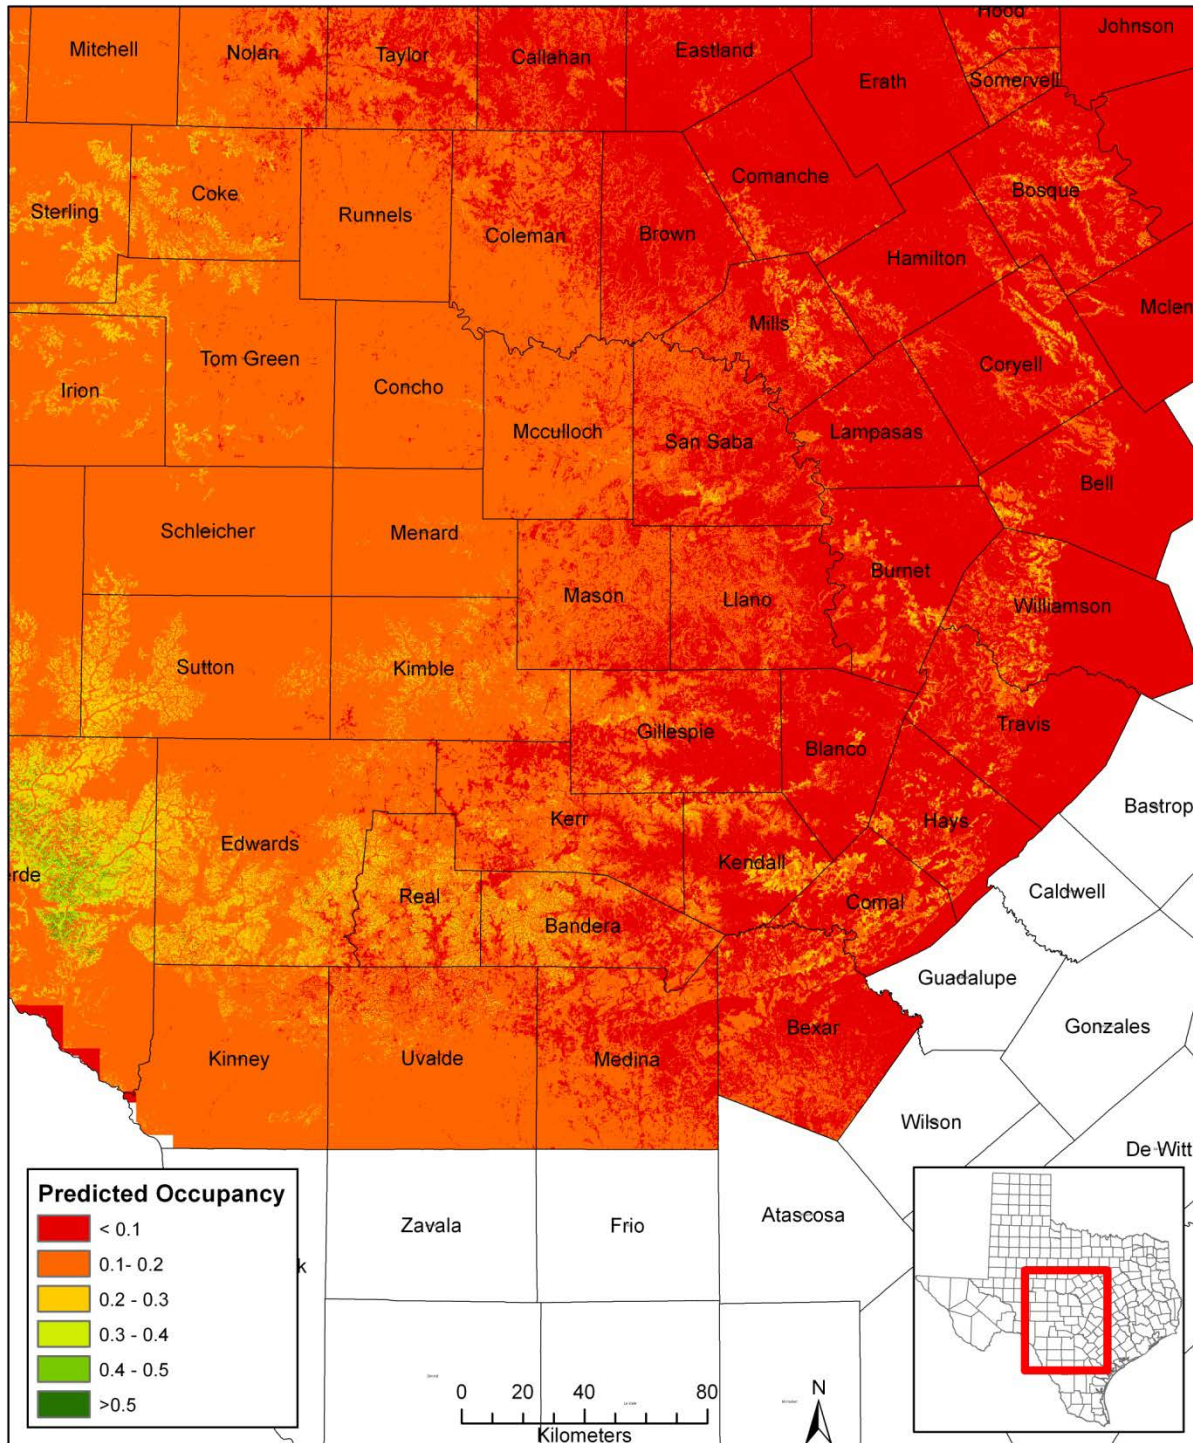 Hood
Johnson
Mitchell
Nolan
Taylor
Callahan
Eastland
Erath
Somervell
Comanche
Bosque
Sterling
Coke
Runnels
Coleman
Brown
Hamilton
Mills
Mclen
Tom Green
Irion
Concho
Coryell
Mcculloch
San Saba
Lampasas
Bell
Schleicher
Menard
Mason
Llano
Burnet
Williamson
Sutton
Kimble
Gillespie
Blanco
Travis
Bastrop
Edwards
Kerr
Hays
Kendall
erde
Real
Bandera
Comal
Caldwell
Guadalupe
Gonzales
Kinney
Uvalde
Medina
Bexar
Wilson
De Witt
Zavala
Frio
Atascosa
k
Predicted Occupancy
< 0.1
0.1- 0.2
0.2 - 0.3
0.3 - 0.4
0.4 - 0.5
>0.5
0 20 40 80
Kilometers
N